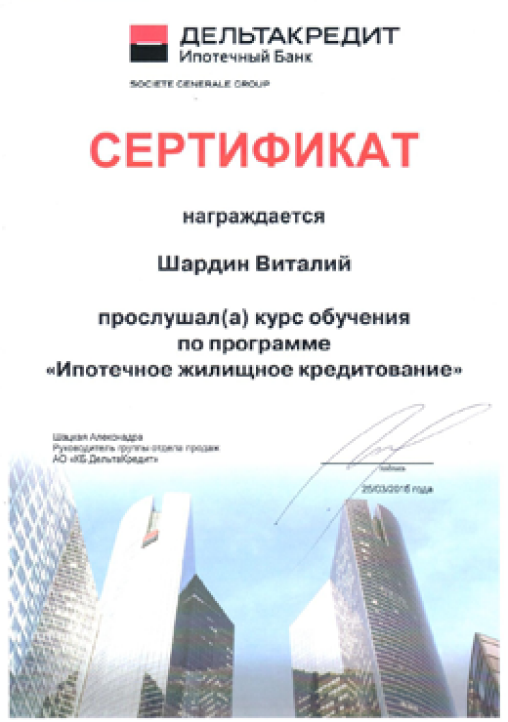 ДЕЛЬТАКРЕДИТ
Ипотечный Банк
SOCIETE GENERALE GROUP
СЕРТИФИКАТ
награждается
Шардин Виталий
прослушал(а) курс обучения
по программе
«Ипотечное жилищное кредитование»
Шацкая Александра
Руководитель группы отдела продаж
АО «КБ ДельтаКредит»
подпись
25/03/2016 года